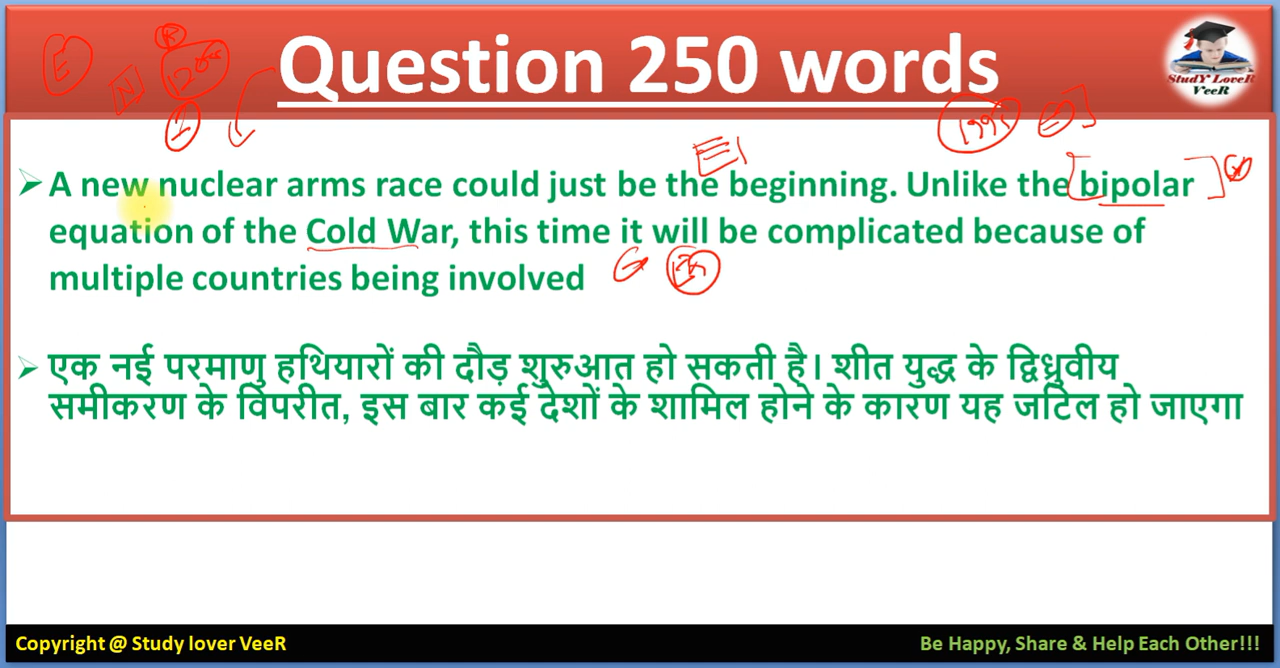 Question 250 words
StudY LoveR
VeeR
1991
A new nuclear arms race could just be the beginning. Unlike the bipolar
equation of the Cold War, this time it will be complicated because of
multiple countries being involved
एक नई परमाणु हथियारों की दौड़ शुरुआत हो सकती है। शीत युद्ध के द्विध्रुवीय
समीकरण के विपरीत, इस बार कई देशों के शामिल होने के कारण यह जटिल हो जाएगा
Copyright @ Study lover VeeR
Be Happy, Share & Help Each Other!!!